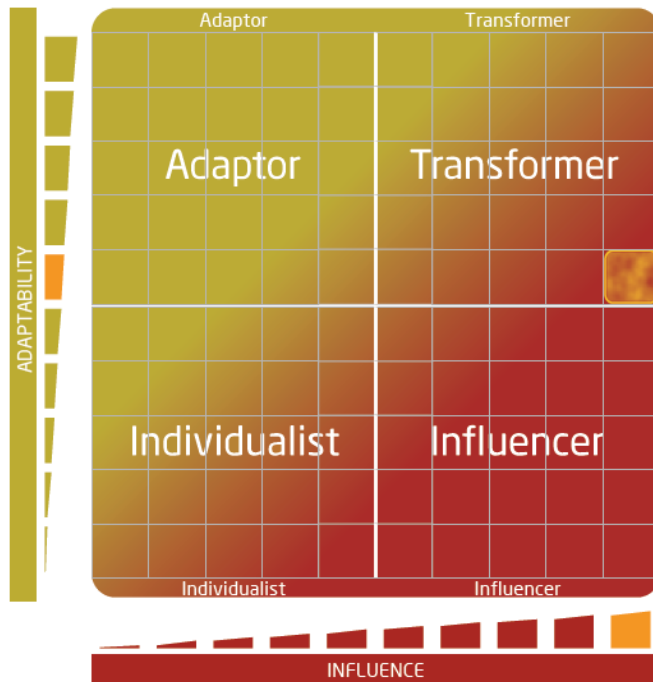 Adaptor
Transformer
Adaptor
Transformer
ADAPTABILITY
Individualist
Influencer
Individualist
Influencer
INFLUENCE